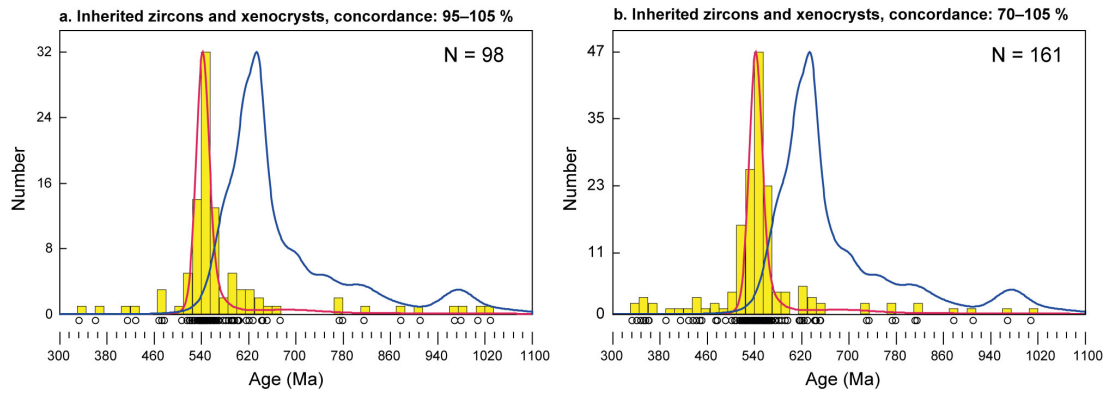 a. Inherited zircons and xenocrysts, concordance: 95–105 %
N = 98
32
24
16
8
0
Number
300 380 460 540 620 700 780 860 940 1020 1100
Age (Ma)
b. Inherited zircons and xenocrysts, concordance: 70–105 %
N = 161
47
35
23
11
0
Number
300 380 460 540 620 700 780 860 940 1020 1100
Age (Ma)